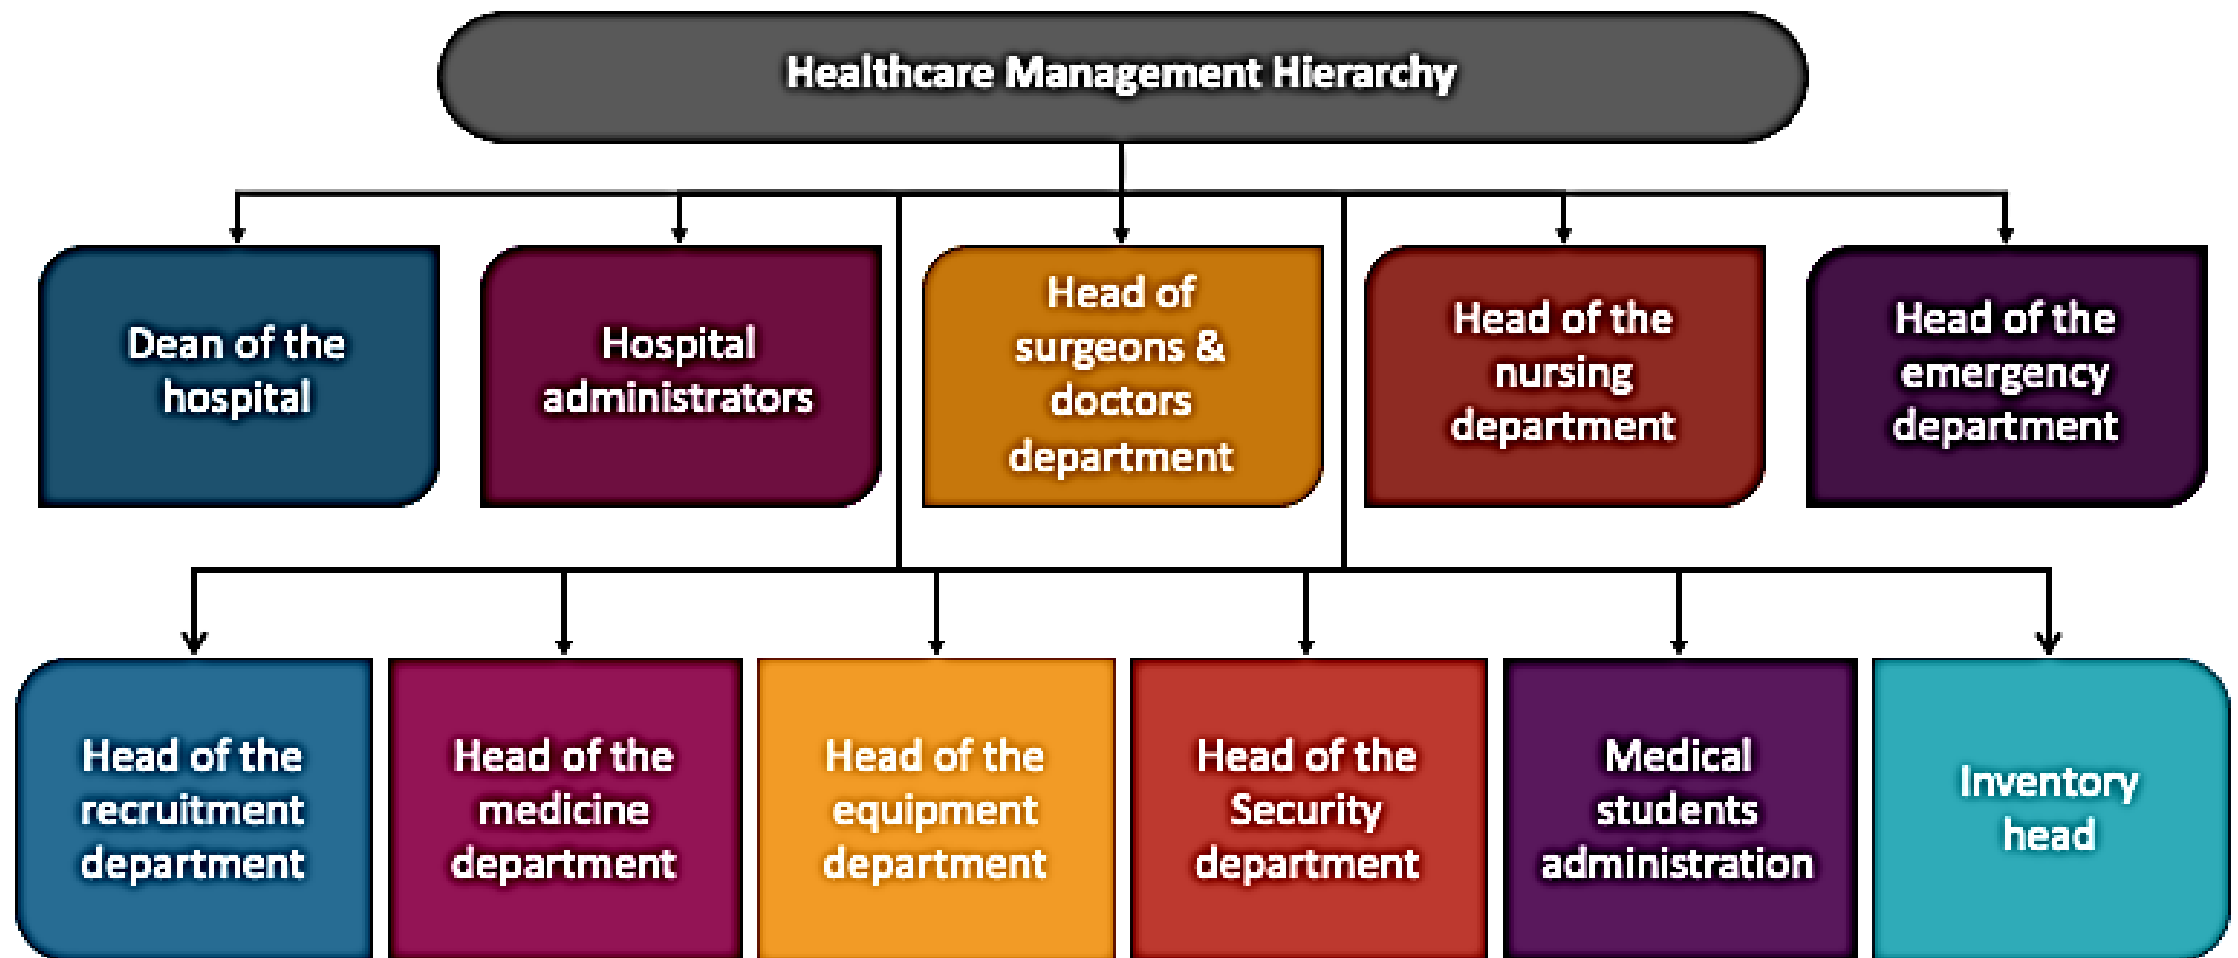 Healthcare Management Hierarchy
Dean of the
hospital
Hospital
administrators
Head of
surgeons &
doctors
department
Head of the
nursing
department
Head of the
emergency
department
Head of the
recruitment
department
Head of the
medicine
department
Head of the
equipment
department
Head of the
Security
department
Medical
students
administration
Inventory
head